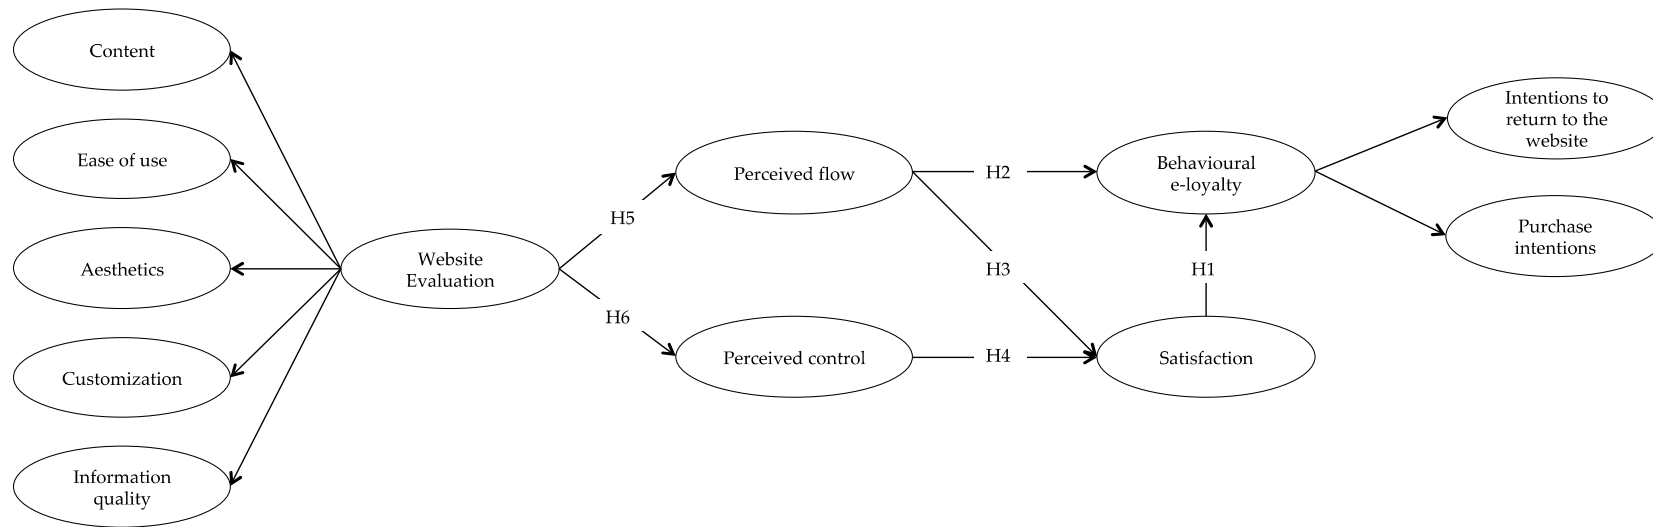 Content
Ease of use
Aesthetics
Customization
Information
quality
Website
Evaluation
H5
H6
Perceived flow
Perceived control
H2
H3
H4
Behavioural
e-loyalty
H1
Satisfaction
Intentions to
return to the
website
Purchase
intentions